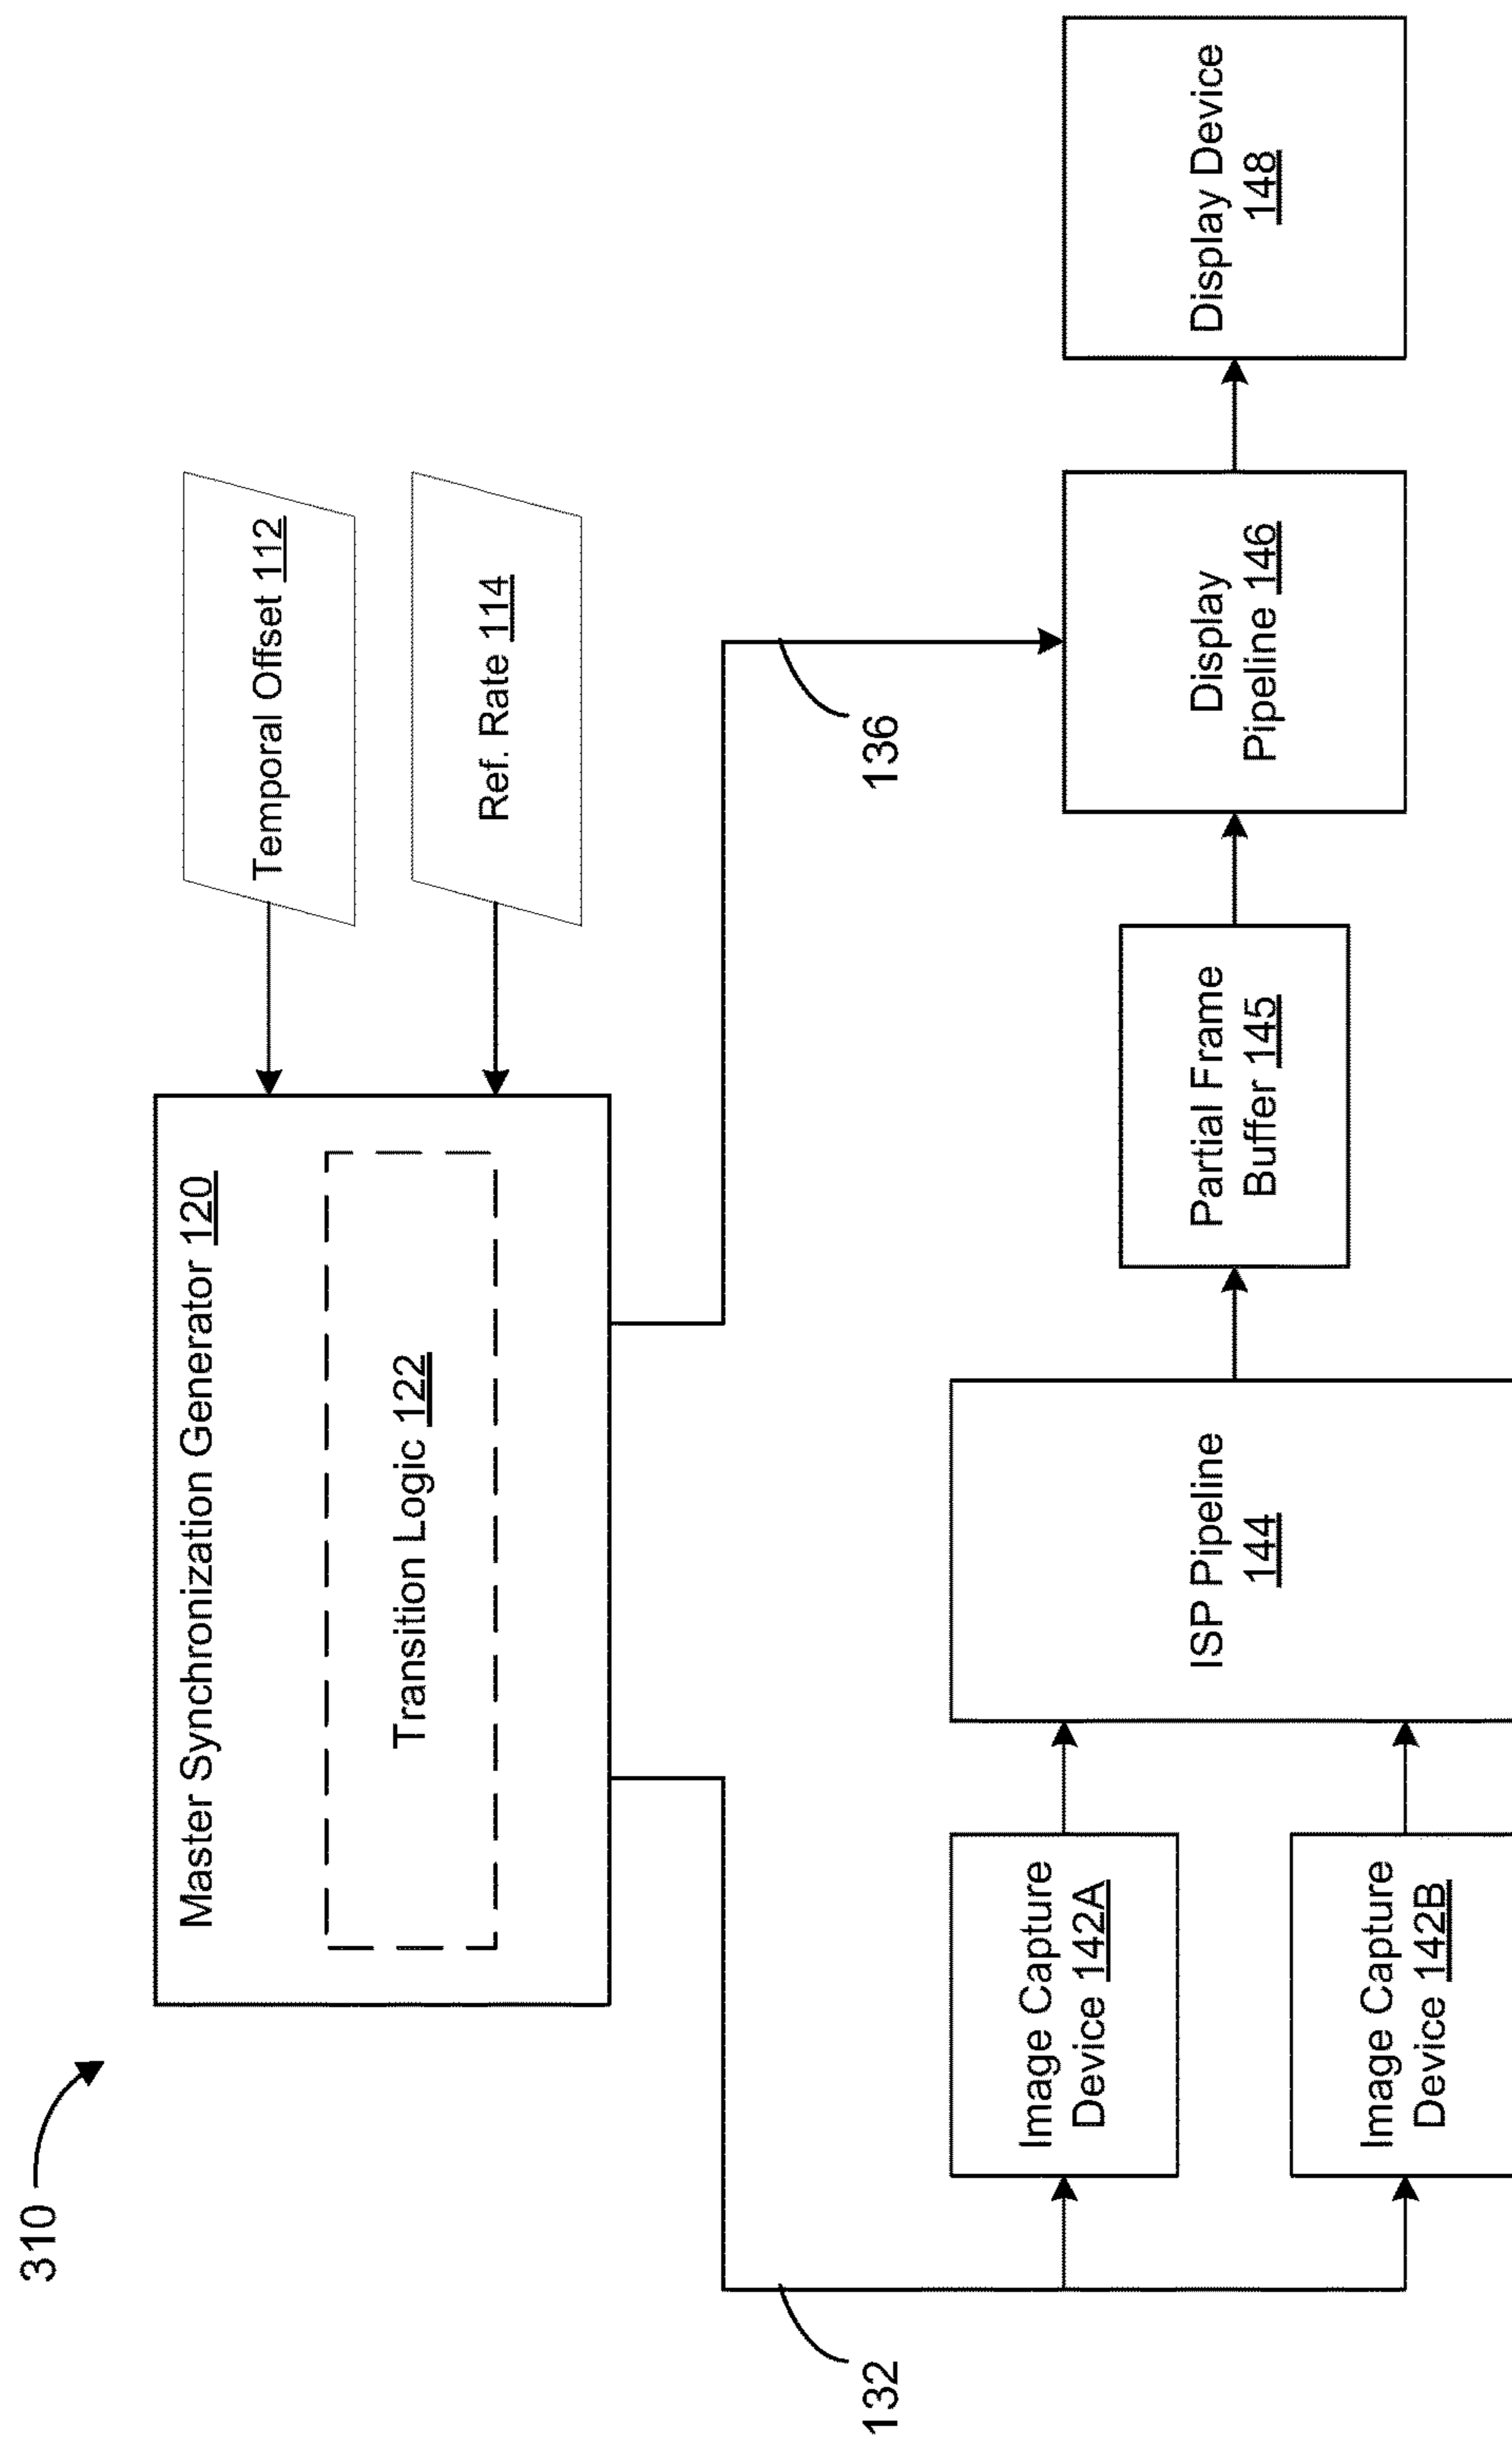 310
Master Synchronization Generator 120
Transition Logic 122
Temporal Offset 112
Ref. Rate 114
132
136
Image Capture
Device 142A
Image Capture
Device 142B
ISP Pipeline
144
Partial Frame
Buffer 145
Display
Pipeline 146
Display Device
148